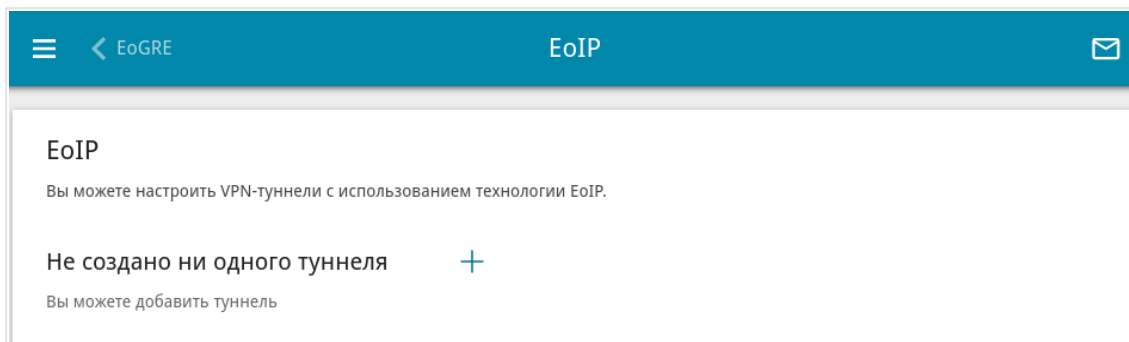 EoGRE
EoIP
EoIP
Вы можете настроить VPN-туннели с использованием технологии EoIP.
Не создано ни одного туннеля
Вы можете добавить туннель